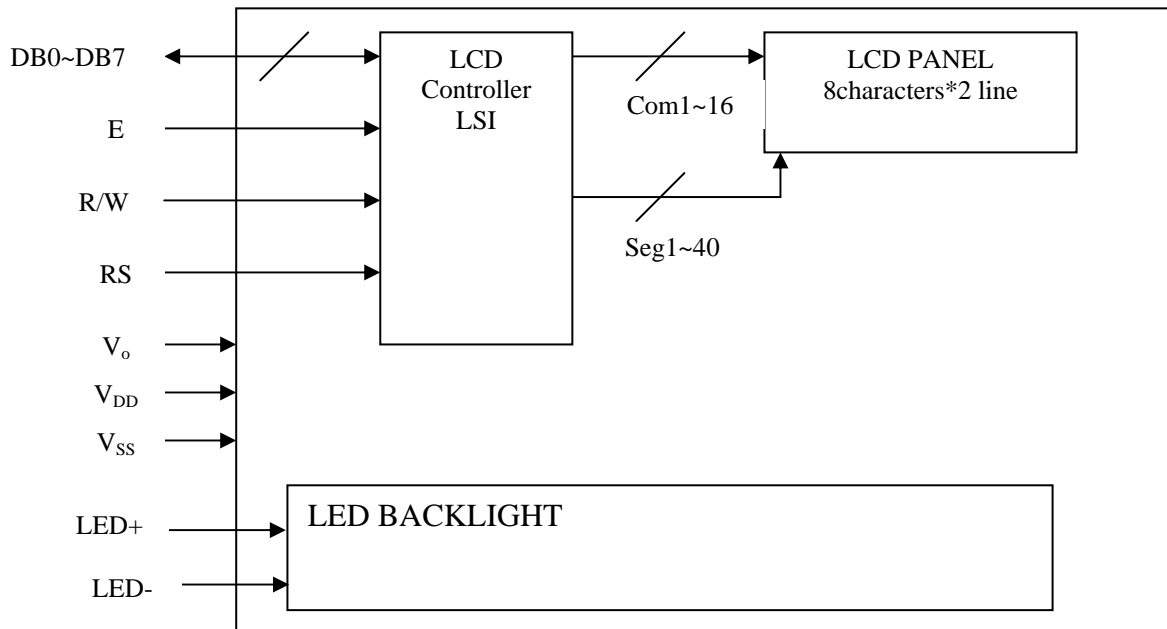 DB0~DB7
E
R/W
RS
Vo
VDD
VSS
LED+
LED-
LCD
Controller
LSI
Com1~16
Seg1~40
LCD PANEL
8characters*2 line
LED BACKLIGHT